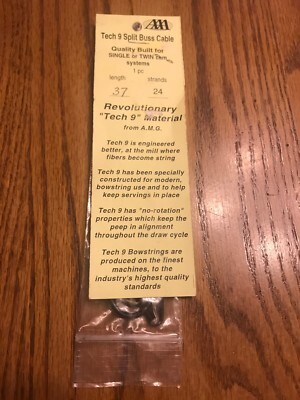 AAA
Tech 9 Split Buss Cable
Quality Built for
SINGLE or TWIN cam
systems
1 pc
length strands
37 24
Revolutionary
"Tech 9" Material
from A.M.G.
Tech 9 is engineered
better, at the mill where
fibers become string
Tech 9 has been specially
constructed for modern,
bowstring use and to help
keep servings in place
Tech 9 has "no-rotation"
properties which keep the
peep in alignment
throughout the draw cycle
Tech 9 Bowstrings are
produced on the finest
machines, to the
industry's highest quality
standards